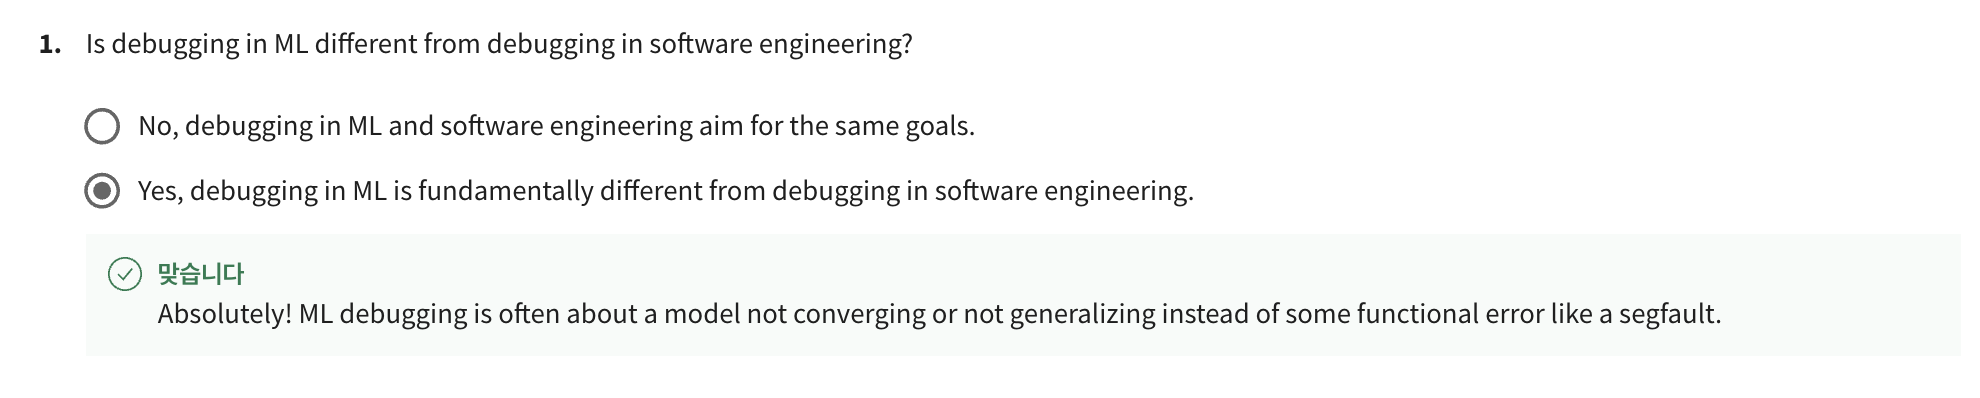 1. Is debugging in ML different from debugging in software engineering?
No, debugging in ML and software engineering aim for the same goals.
Yes, debugging in ML is fundamentally different from debugging in software engineering.
맞습니다
Absolutely! ML debugging is often about a model not converging or not generalizing instead of some functional error like a segfault.